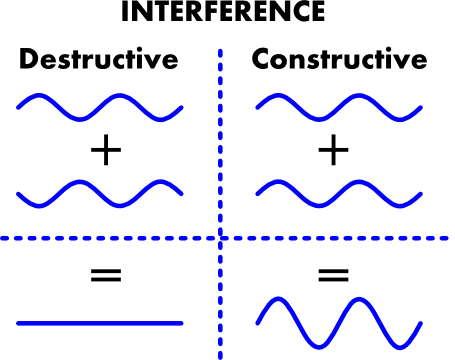 INTERFERENCE
Destructive Constructive
+ +
= =